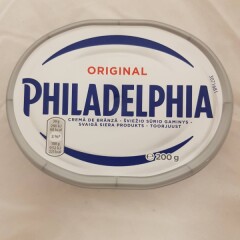 ORIGINAL
PHILADELPHIA
CREMĂ DE BRÂNZĂ - ŠVIEŽIO SŪRIO GAMINYS -
SVAIGĀ SIERA PRODUKTS - TOORJUUST
℮200 g